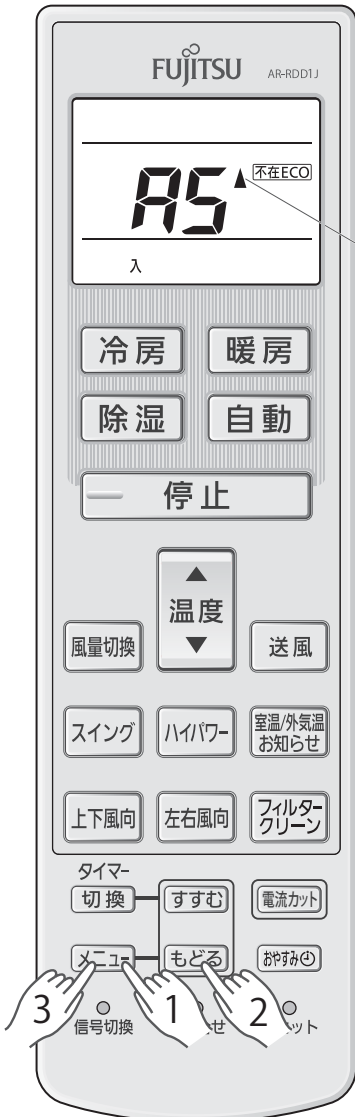 FUJITSU AR-RDD1J
A5 不在ECO
入
冷房 暖房
除湿 自動
停止
温度
風量切換 送風
スイング ハイパワー 室温/外気温
お知らせ
上下風向 左右風向 フィルター
クリーン
タイマー
切換 すすむ 電流カット
メニュー もどる おやすみ
3 1 2
信号切換 せ ット